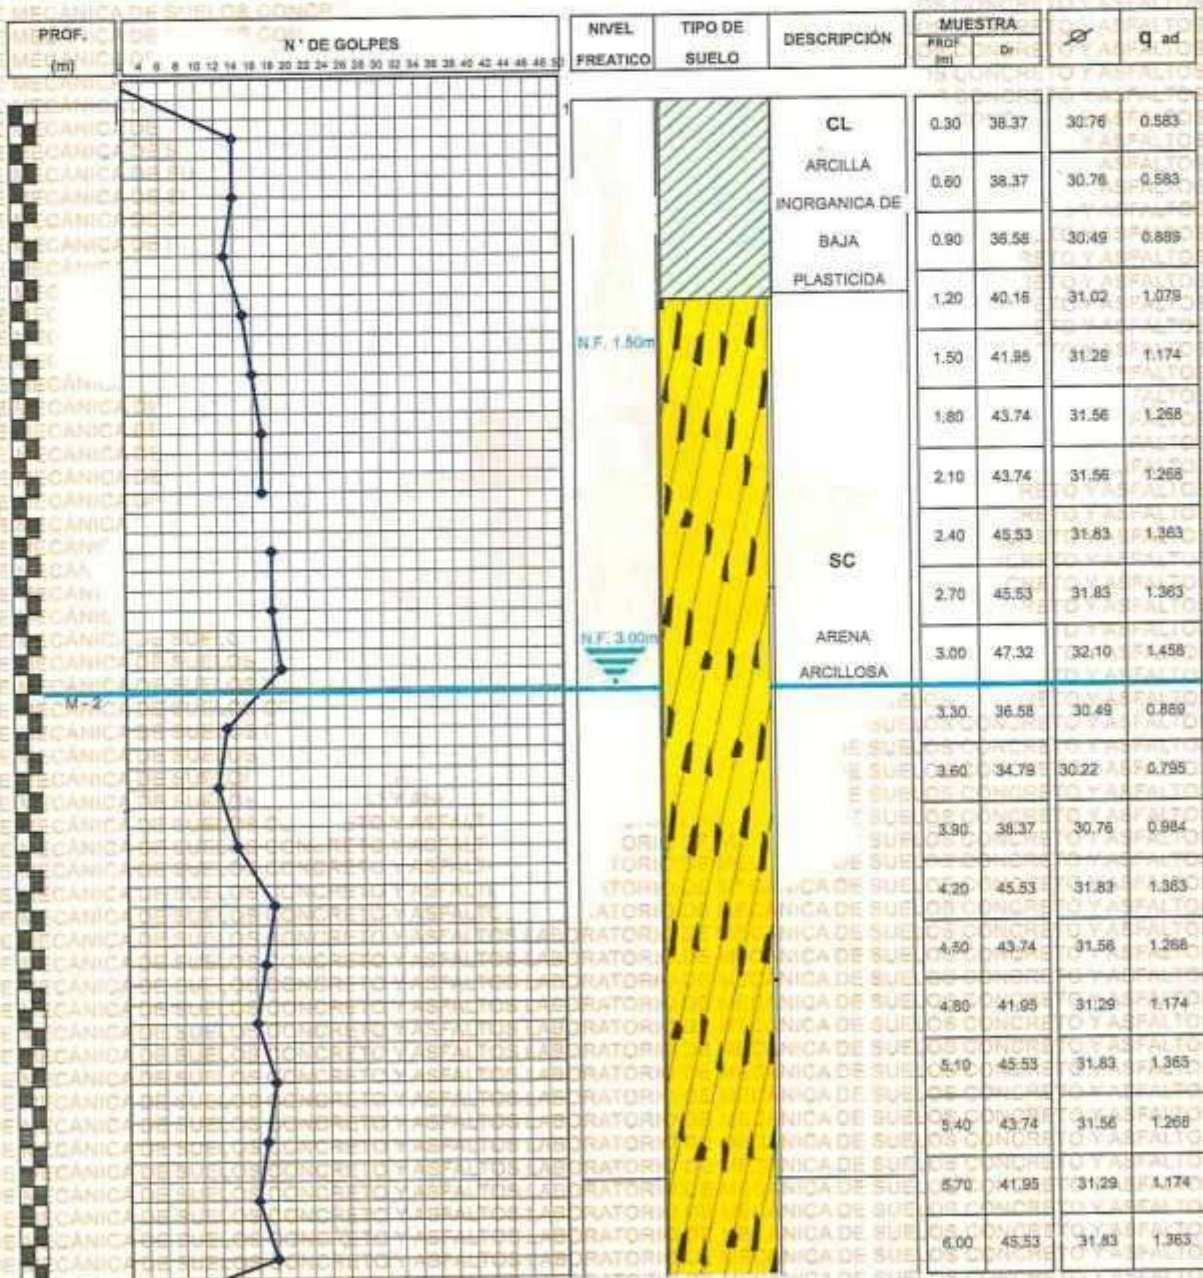 PROF. (m)
N° DE GOLPES
4 6 8 10 12 14 16 18 20 22 24 26 28 30 32 34 36 38 40 42 44 46 48 50
NIVEL FREATICO
TIPO DE SUELO
DESCRIPCIÓN
MUESTRA
PROF. (m) Dr
Ø
q ad
CL
ARCILLA
INORGANICA DE
BAJA
PLASTICIDA
N.F. 1.50m
SC
N.F. 3.00m
ARENA
ARCILLOSA
M - 2
0.30 38.37 30.76 0.583
0.60 38.37 30.76 0.583
0.90 36.58 30.49 0.889
1.20 40.16 31.02 1.079
1.50 41.95 31.29 1.174
1.80 43.74 31.56 1.268
2.10 43.74 31.56 1.268
2.40 45.53 31.83 1.363
2.70 45.53 31.83 1.363
3.00 47.32 32.10 1.458
3.30 36.58 30.49 0.889
3.60 34.79 30.22 0.795
3.90 38.37 30.76 0.984
4.20 45.53 31.83 1.363
4.50 43.74 31.56 1.268
4.80 41.95 31.29 1.174
5.10 45.53 31.83 1.363
5.40 43.74 31.56 1.268
5.70 41.95 31.29 1.174
6.00 45.53 31.83 1.363